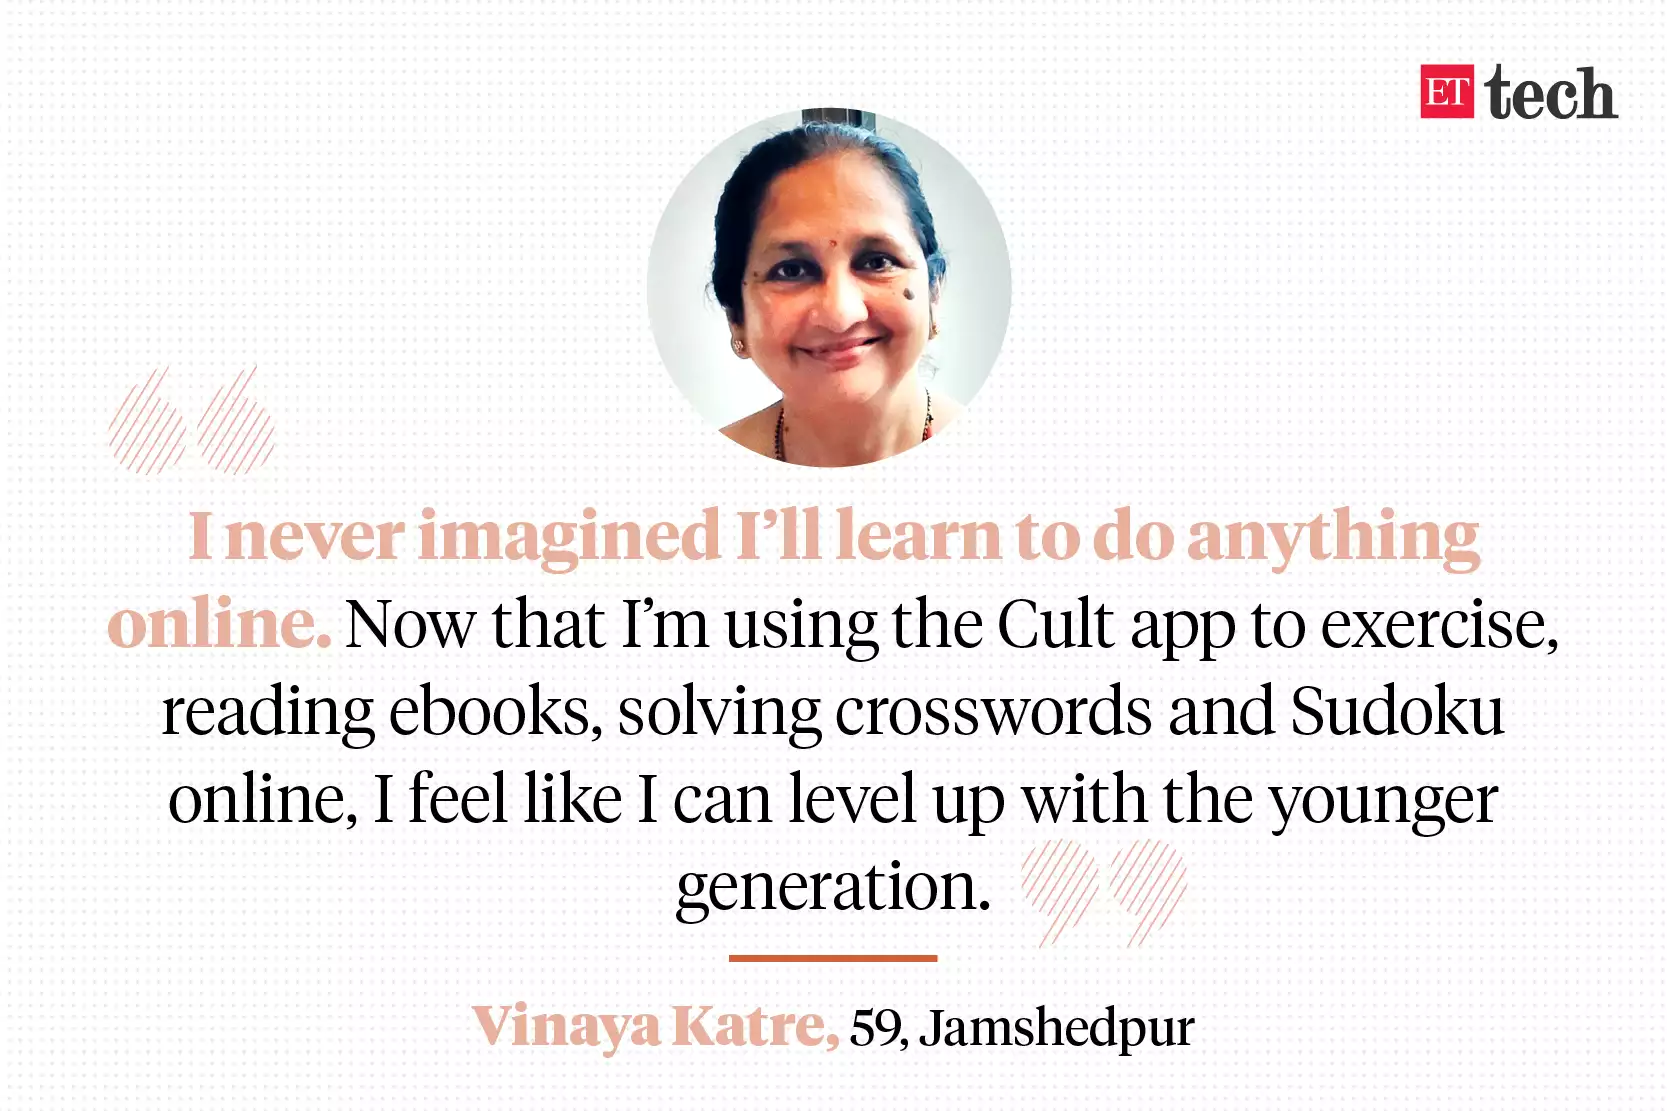 ET tech
I never imagined I’ll learn to do anything
online. Now that I’m using the Cult app to exercise,
reading ebooks, solving crosswords and Sudoku
online, I feel like I can level up with the younger
generation.
Vinaya Katre, 59, Jamshedpur